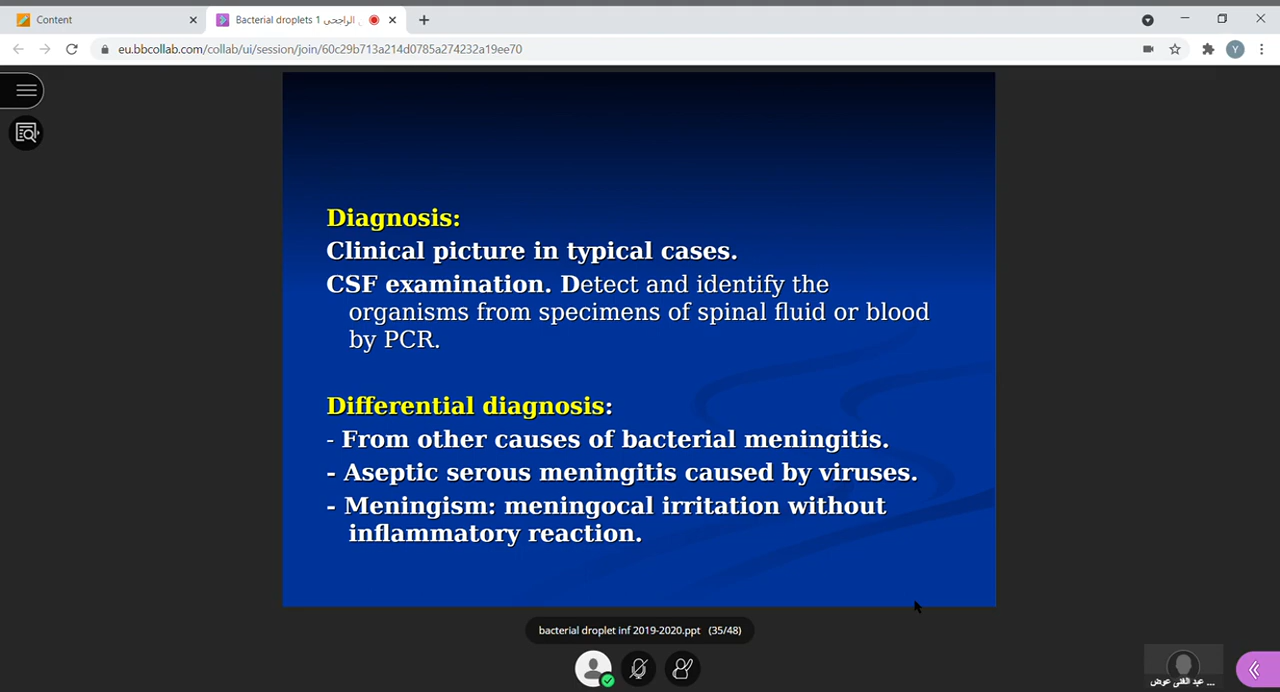 Content
Bacterial droplets 1 الراجحى
eu.bbcollab.com/collab/ui/session/join/60c29b713a214d0785a274232a19ee70
Y
Diagnosis:
Clinical picture in typical cases.
CSF examination. Detect and identify the
organisms from specimens of spinal fluid or blood
by PCR.
Differential diagnosis:
- From other causes of bacterial meningitis.
- Aseptic serous meningitis caused by viruses.
- Meningism: meningocal irritation without
inflammatory reaction.
bacterial droplet inf 2019-2020.ppt (35/48)
عبد الغنى عوض ...